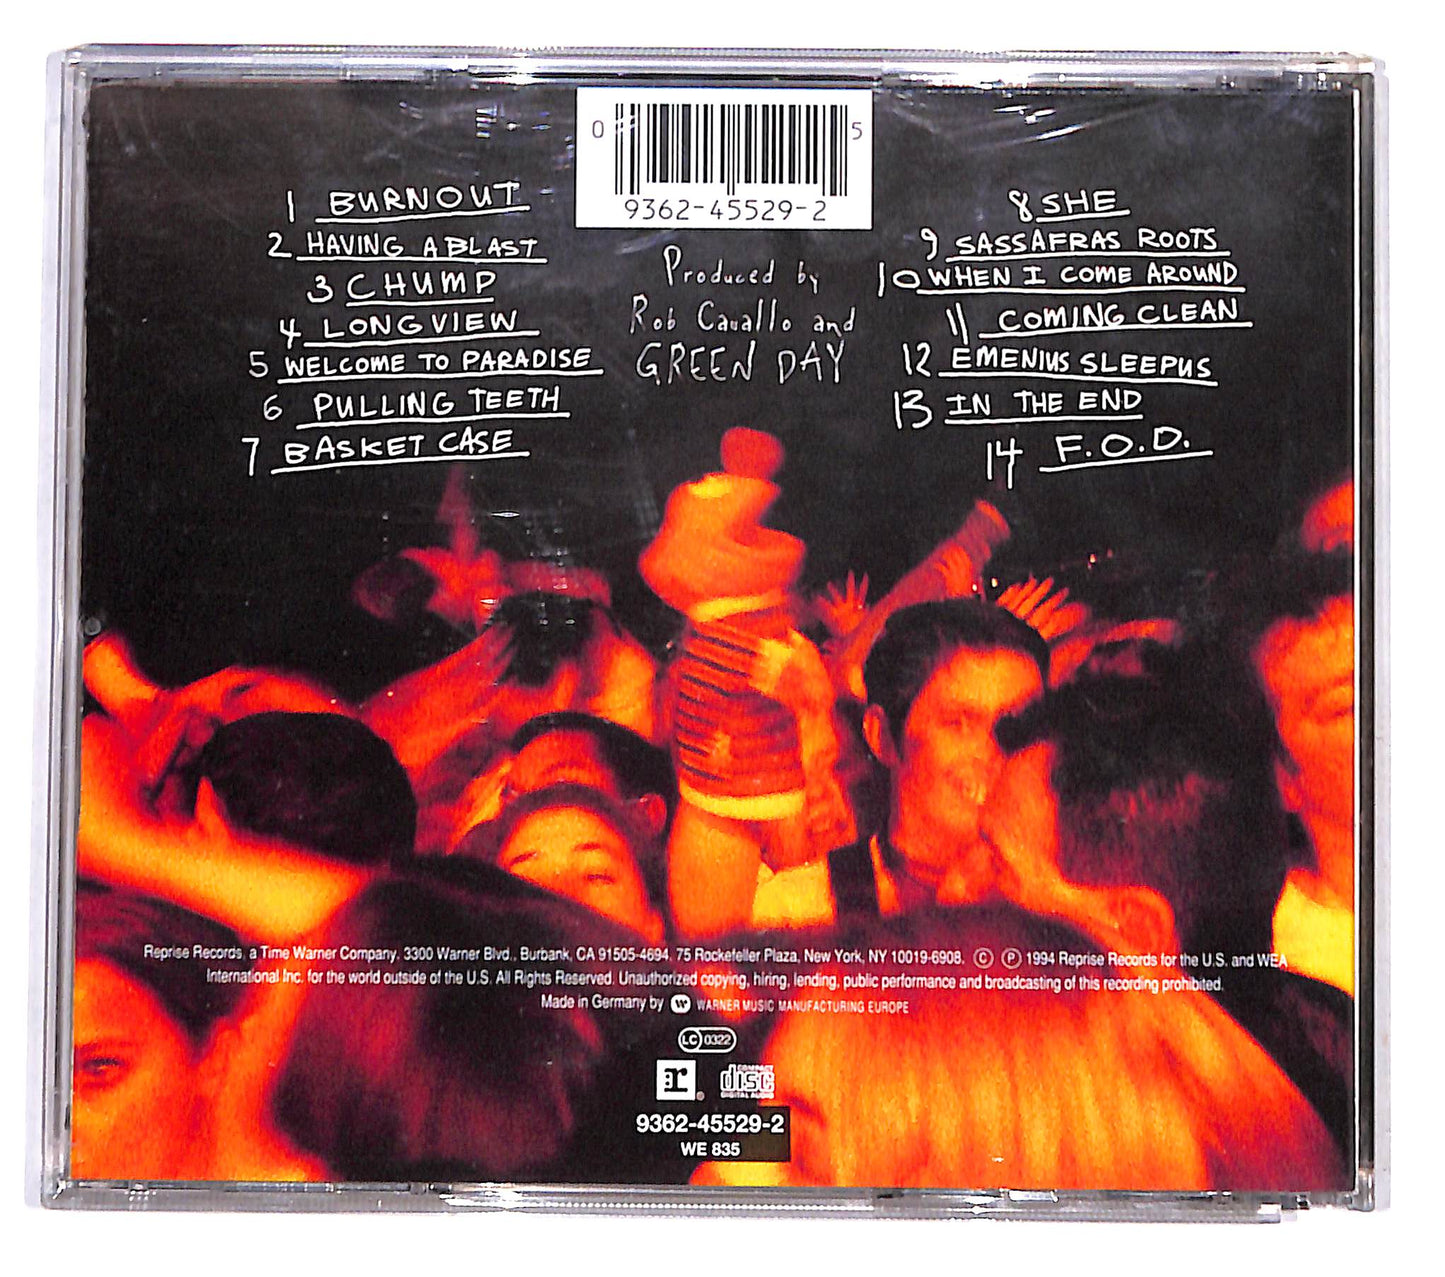 0 5
9362-45529-2
1 BURNOUT
2 HAVING A BLAST
3 CHUMP
4 LONGVIEW
5 WELCOME TO PARADISE
6 PULLING TEETH
7 BASKET CASE
Produced by
Rob Cavallo and
GREEN DAY
8 SHE
9 SASSAFRAS ROOTS
10 WHEN I COME AROUND
11 COMING CLEAN
12 EMENIUS SLEEPUS
13 IN THE END
14 F.O.D.
Reprise Records, a Time Warner Company. 3300 Warner Blvd., Burbank, CA 91505-4694. 75 Rockefeller Plaza, New York, NY 10019-6908. © ℗ 1994 Reprise Records for the U.S. and WEA
International Inc. for the world outside of the U.S. All Rights Reserved. Unauthorized copying, hiring, lending, public performance and broadcasting of this recording prohibited.
Made in Germany by W WARNER MUSIC MANUFACTURING EUROPE
LC 0322
r ® COMPACT disc DIGITAL AUDIO
9362-45529-2
WE 835